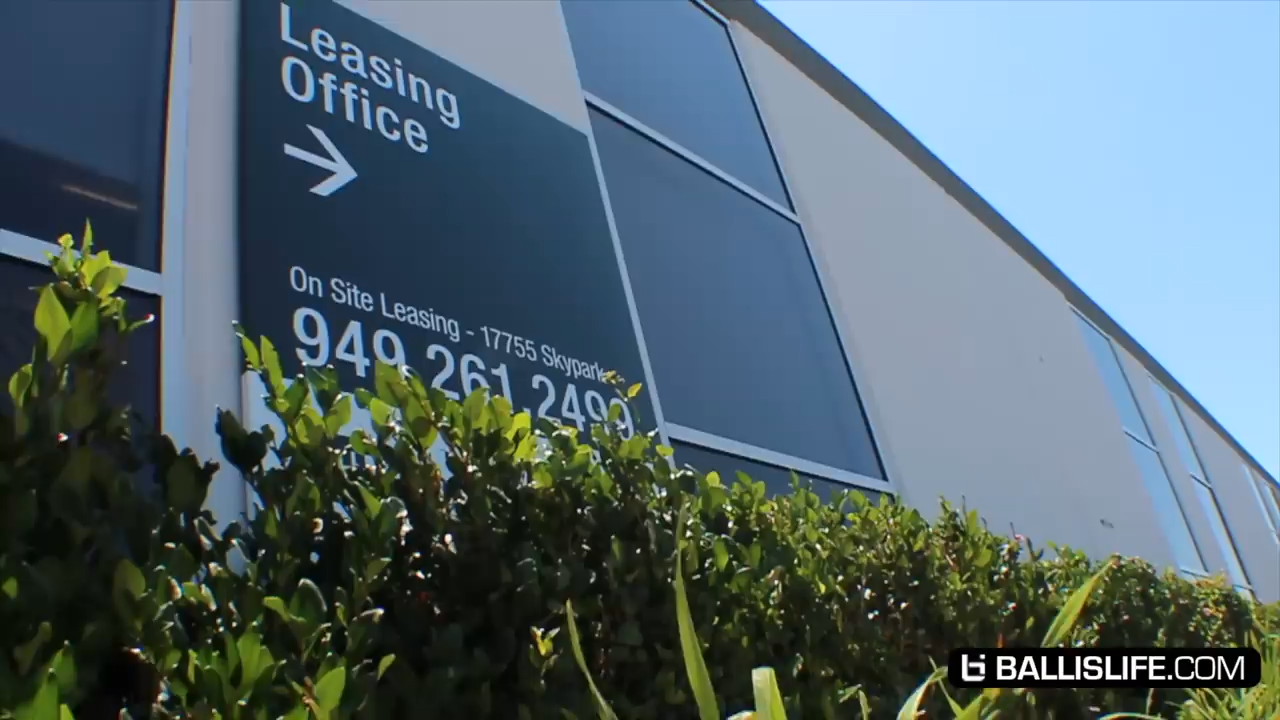 Leasing
Office
On Site Leasing - 17755 Skypark
949.261.2499
BALLISLIFE.COM